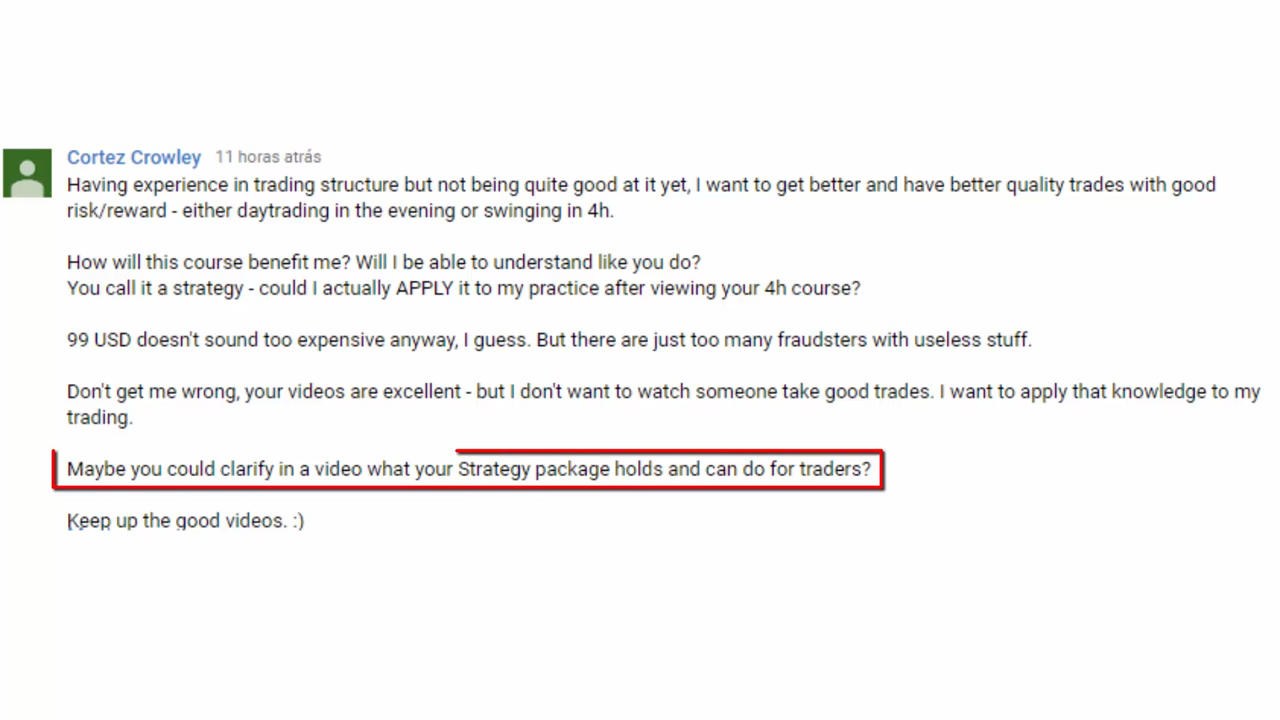 Cortez Crowley 11 horas atrás
Having experience in trading structure but not being quite good at it yet, I want to get better and have better quality trades with good
risk/reward - either daytrading in the evening or swinging in 4h.
How will this course benefit me? Will I be able to understand like you do?
You call it a strategy - could I actually APPLY it to my practice after viewing your 4h course?
99 USD doesn't sound too expensive anyway, I guess. But there are just too many fraudsters with useless stuff.
Don't get me wrong, your videos are excellent - but I don't want to watch someone take good trades. I want to apply that knowledge to my
trading.
Maybe you could clarify in a video what your Strategy package holds and can do for traders?
Keep up the good videos. :)